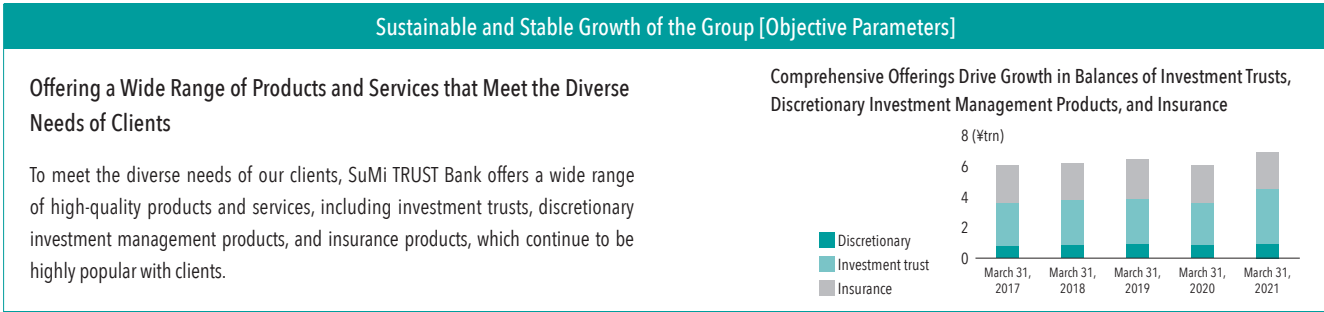 Sustainable and Stable Growth of the Group [Objective Parameters]
Offering a Wide Range of Products and Services that Meet the Diverse
Needs of Clients
To meet the diverse needs of our clients, SuMi TRUST Bank offers a wide range
of high-quality products and services, including investment trusts, discretionary
investment management products, and insurance products, which continue to be
highly popular with clients.
Comprehensive Offerings Drive Growth in Balances of Investment Trusts,
Discretionary Investment Management Products, and Insurance
8 (¥trn)
6
4
2
0
Discretionary
Investment trust
Insurance
March 31,
2017
March 31,
2018
March 31,
2019
March 31,
2020
March 31,
2021